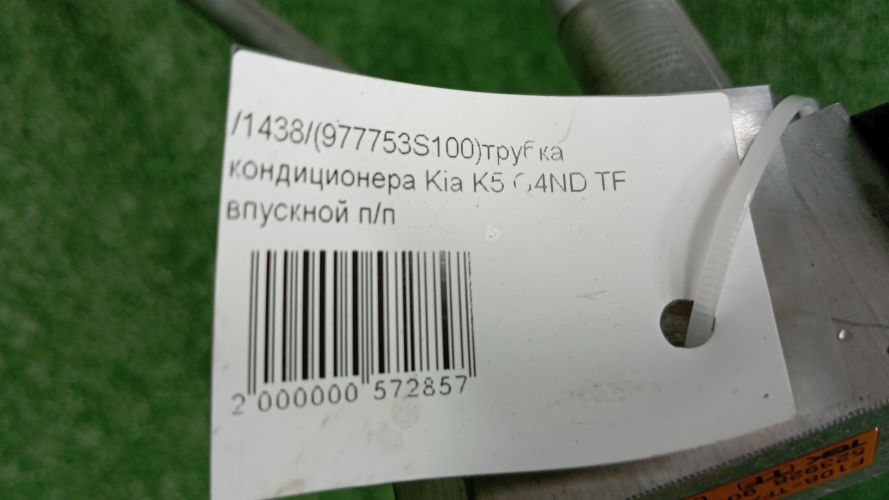 /1438/(977753S100)трубка
кондиционера Kia K5 G4ND TF
впускной п/п
2 000000 572857